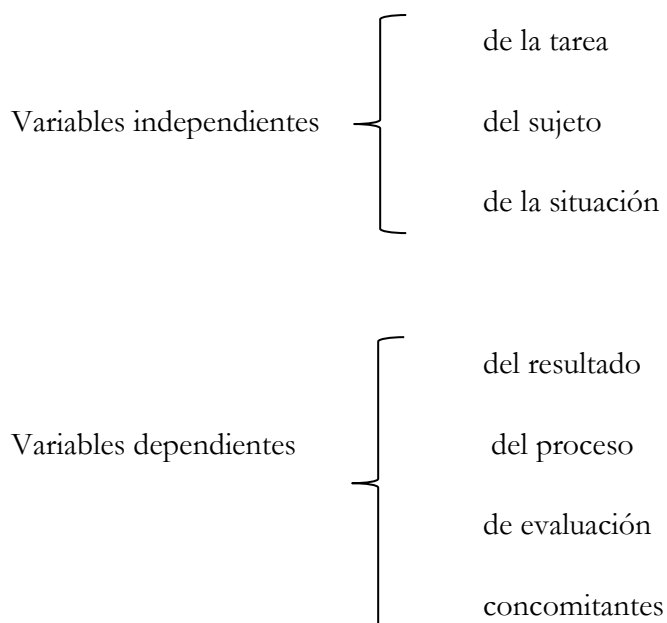 de la tarea
Variables independientes del sujeto
de la situación
del resultado
Variables dependientes del proceso
de evaluación
concomitantes